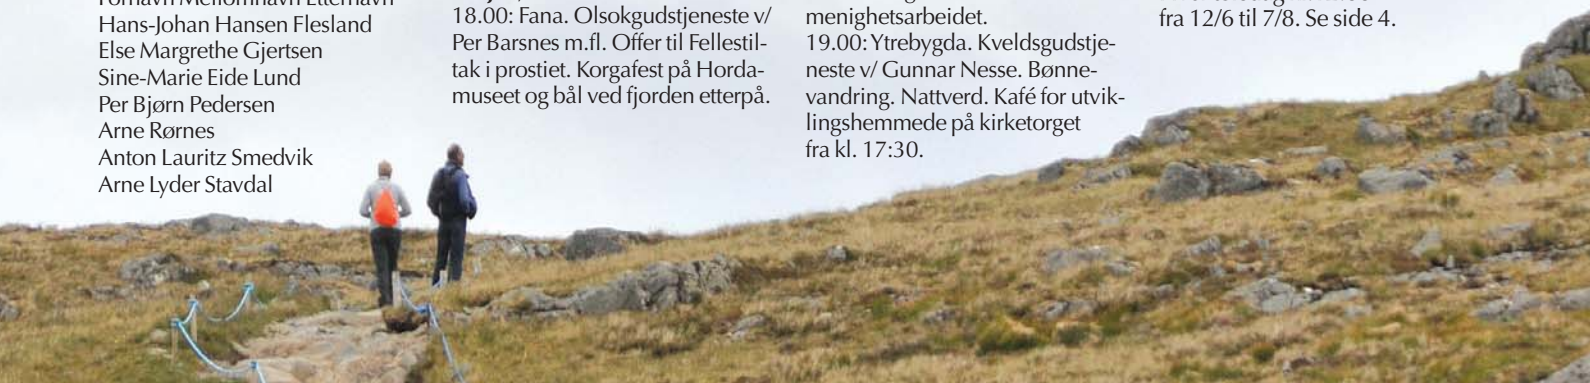 Hans-Johan Hansen Flesland
Else Margrethe Gjertsen
Sine-Marie Eide Lund
Per Bjørn Pedersen
Arne Rørnes
Anton Lauritz Smedvik
Arne Lyder Stavdal
18.00: Fana. Olsokgudstjeneste v/
Per Barsnes m.fl. Offer til Fellestil-
tak i prostiet. Korgafest på Horda-
museet og bål ved fjorden etterpå.
menighetsarbeidet.
19.00: Ytrebygda. Kveldsgudstje-
neste v/ Gunnar Nesse. Bønne-
vandring. Nattverd. Kafé for utvik-
lingshemmede på kirketorget
fra kl. 17:30.
fra 12/6 til 7/8. Se side 4.